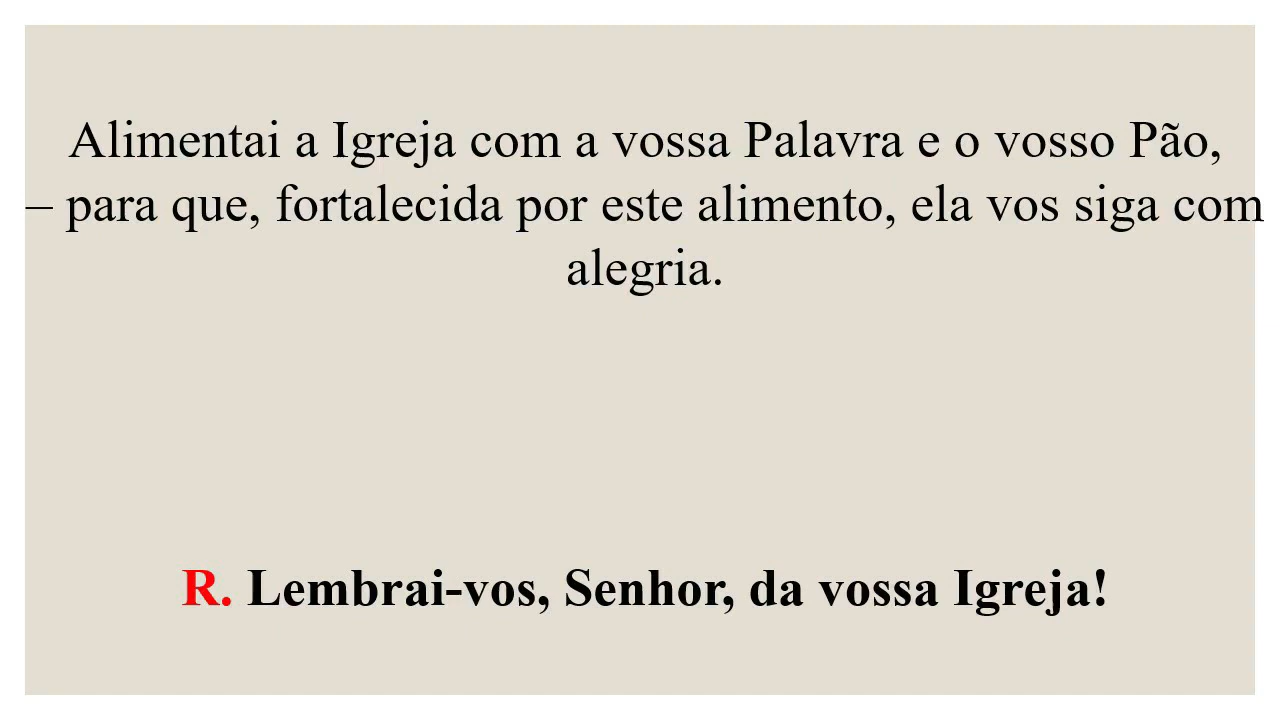 Alimentai a Igreja com a vossa Palavra e o vosso Pão,
– para que, fortalecida por este alimento, ela vos siga com
alegria.
R. Lembrai-vos, Senhor, da vossa Igreja!